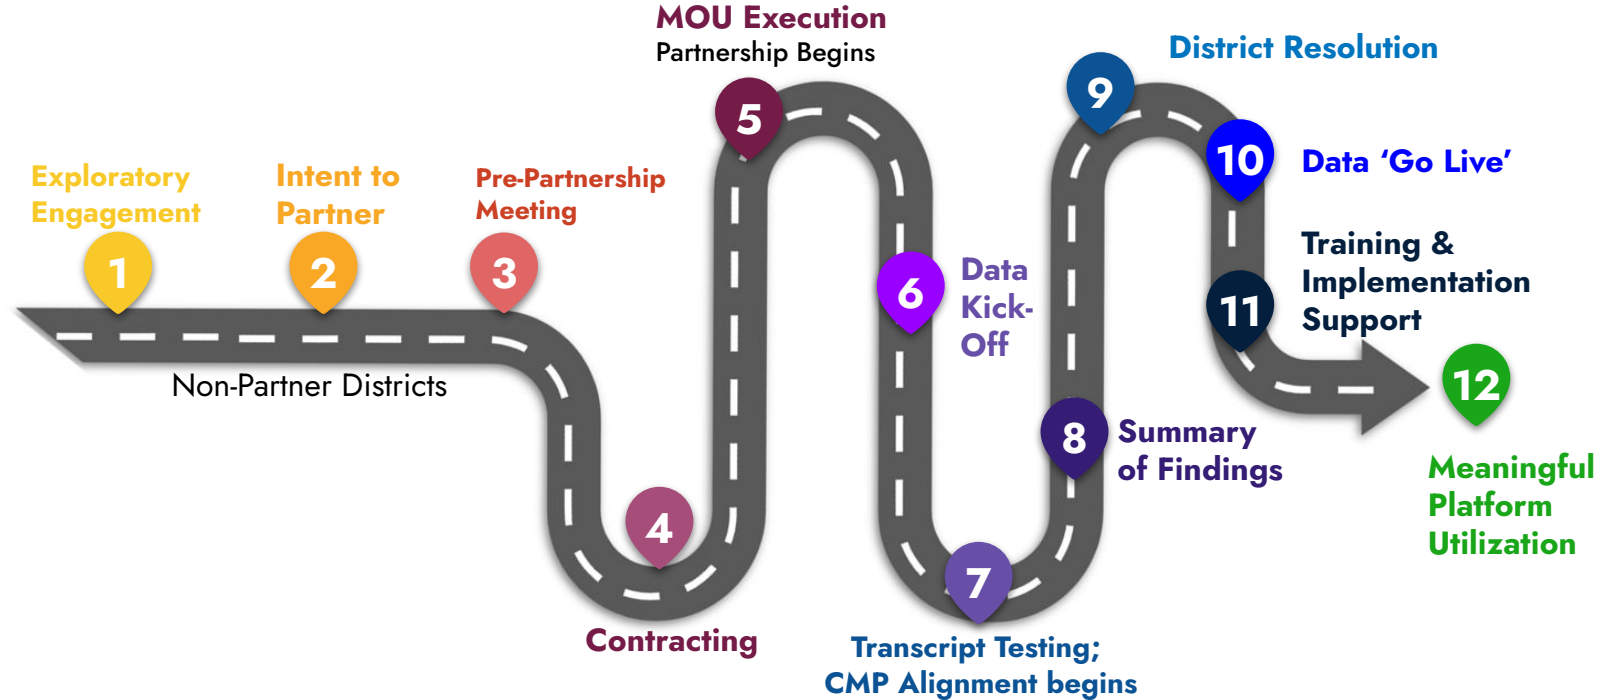 Exploratory
Engagement
1
Intent to
Partner
2
Pre-Partnership
Meeting
3
Non-Partner Districts
4
Contracting
MOU Execution
Partnership Begins
5
6
Data
Kick-
Off
7
Transcript Testing;
CMP Alignment begins
8
Summary
of Findings
9
District Resolution
10
Data ‘Go Live’
11
Training &
Implementation
Support
12
Meaningful
Platform
Utilization